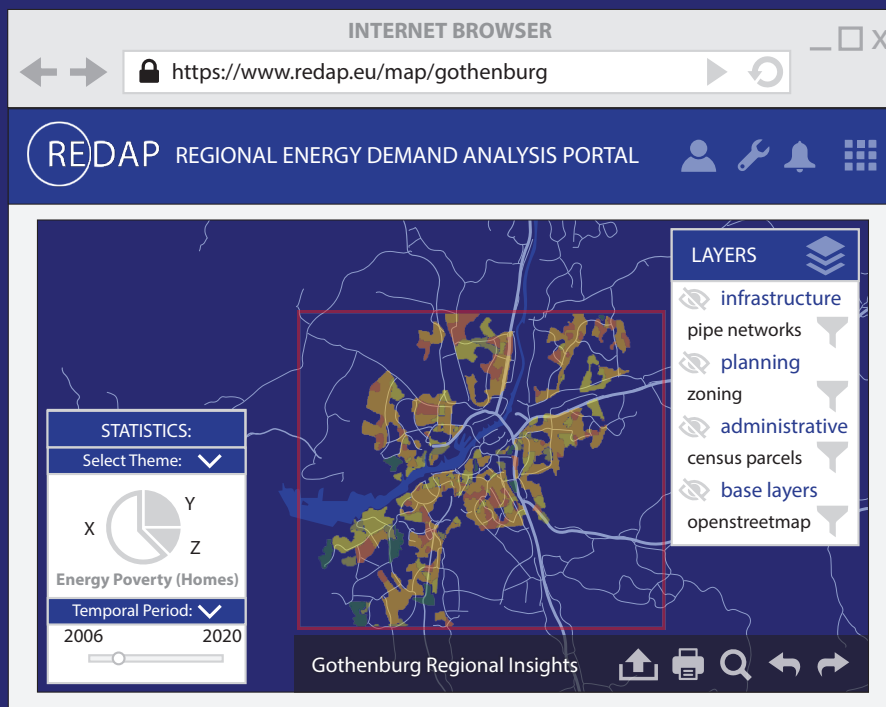 INTERNET BROWSER
X
https://www.redap.eu/map/gothenburg
REDAP REGIONAL ENERGY DEMAND ANALYSIS PORTAL
LAYERS
infrastructure
pipe networks
planning
zoning
administrative
census parcels
base layers
openstreetmap
STATISTICS:
Select Theme:
X
Y
Z
Energy Poverty (Homes)
Temporal Period:
2006 2020
Gothenburg Regional Insights